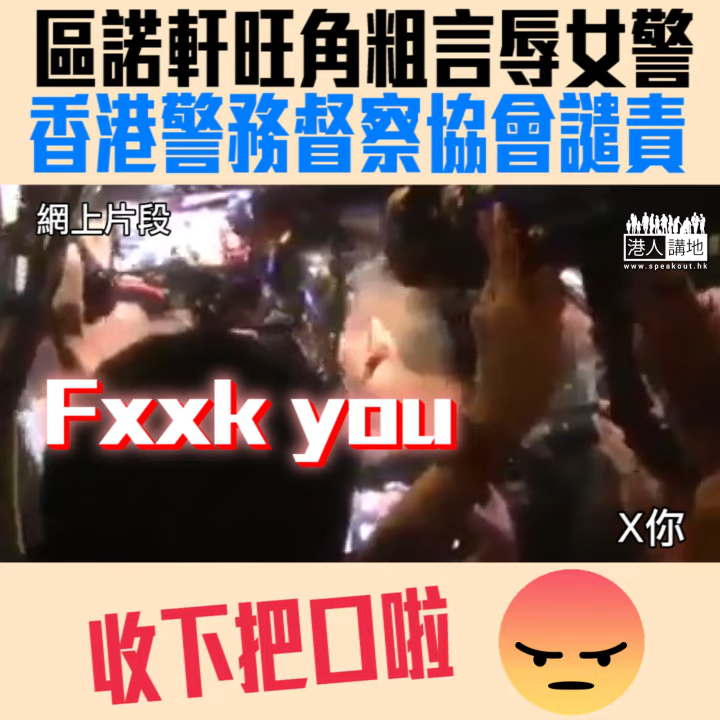 區諾軒旺角粗言辱女警
香港警務督察協會譴責
網上片段
港人講地
www.speakout.hk
Fxxk you
X你
收下把口啦